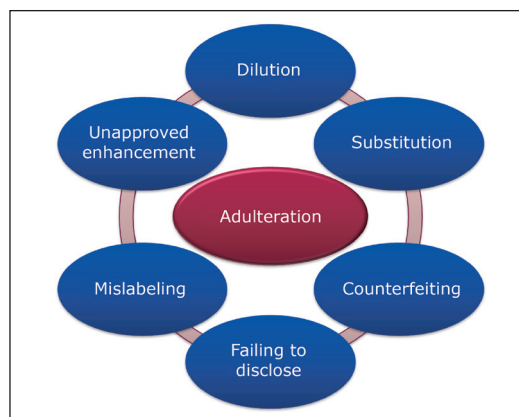 Dilution
Unapproved
enhancement
Substitution
Adulteration
Mislabeling
Counterfeiting
Failing to
disclose